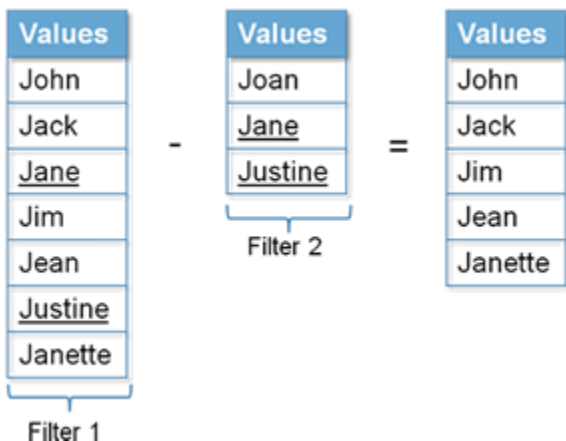 Values
John
Jack
Jane
Jim
Jean
Justine
Janette
Filter 1
-
Values
Joan
Jane
Justine
Filter 2
=
Values
John
Jack
Jim
Jean
Janette